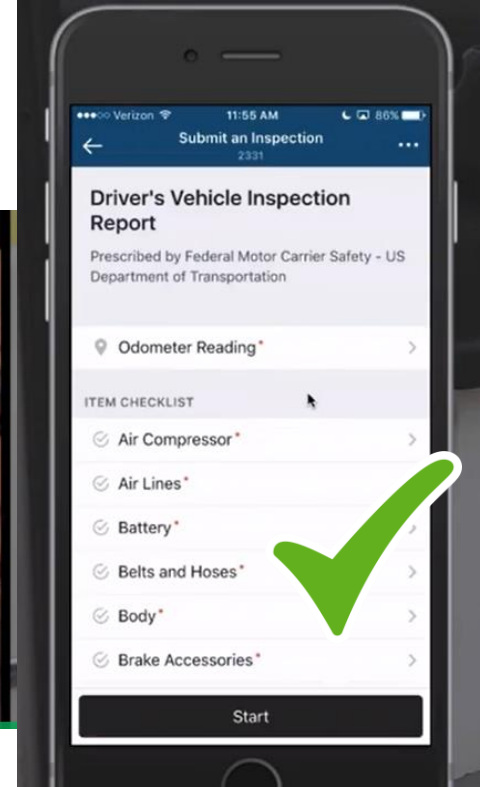 Verizon 11:55 AM 86%
Submit an Inspection
2331
Driver's Vehicle Inspection
Report
Prescribed by Federal Motor Carrier Safety - US
Department of Transportation
Odometer Reading*
ITEM CHECKLIST
Air Compressor*
Air Lines*
Battery*
Belts and Hoses*
Body*
Brake Accessories*
Start